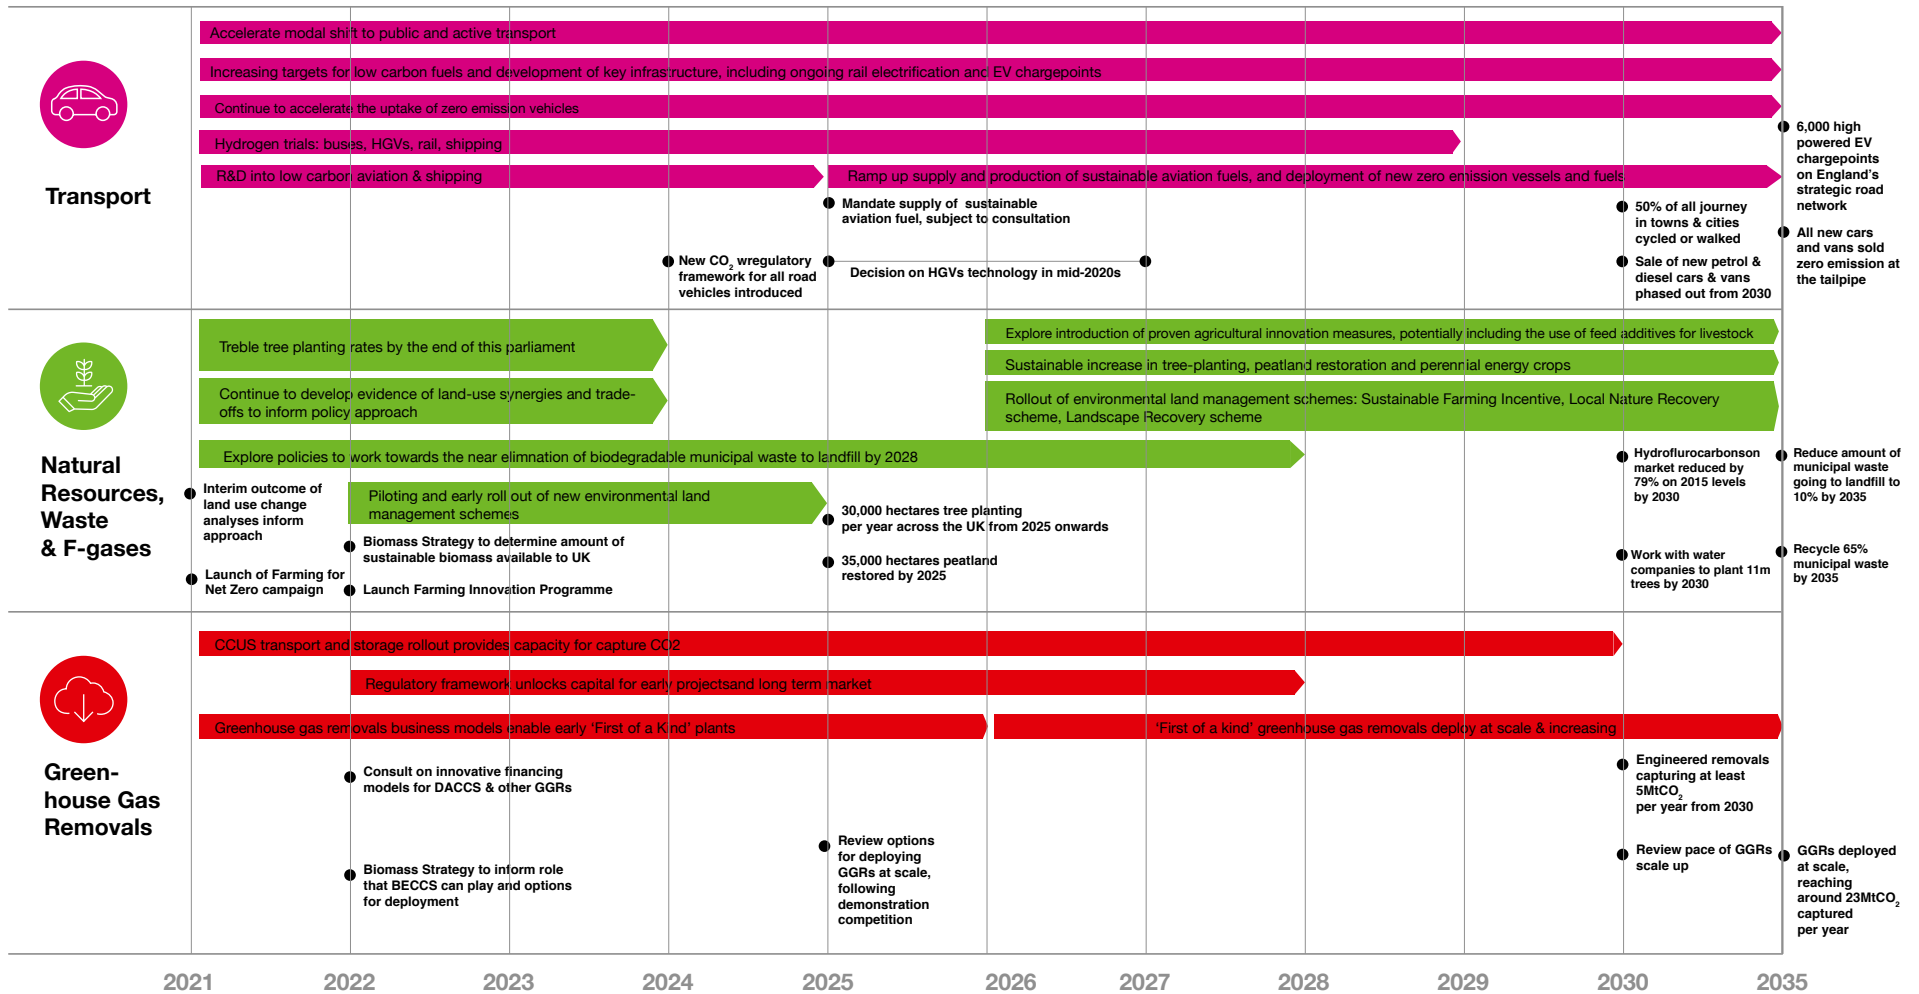 Accelerate modal shift to public and active transport
Increasing targets for low carbon fuels and development of key infrastructure, including ongoing rail electrification and EV chargepoints
Continue to accelerate the uptake of zero emission vehicles
Hydrogen trials: buses, HGVs, rail, shipping
R&D into low carbon aviation & shipping
Ramp up supply and production of sustainable aviation fuels, and deployment of new zero emission vessels and fuels
Transport
Mandate supply of sustainable
aviation fuel, subject to consultation
New CO₂ wregulatory
framework for all road
vehicles introduced
Decision on HGVs technology in mid-2020s
50% of all journey
in towns & cities
cycled or walked
Sale of new petrol &
diesel cars & vans
phased out from 2030
6,000 high
powered EV
chargepoints
on England's
strategic road
network
All new cars
and vans sold
zero emission at
the tailpipe
Natural
Resources,
Waste
& F-gases
Treble tree planting rates by the end of this parliament
Continue to develop evidence of land-use synergies and trade-
offs to inform policy approach
Explore introduction of proven agricultural innovation measures, potentially including the use of feed additives for livestock
Sustainable increase in tree-planting, peatland restoration and perennial energy crops
Rollout of environmental land management schemes: Sustainable Farming Incentive, Local Nature Recovery
scheme, Landscape Recovery scheme
Explore policies to work towards the near elimnation of biodegradable municipal waste to landfill by 2028
Piloting and early roll out of new environmental land
management schemes
Interim outcome of
land use change
analyses inform
approach
Launch of Farming for
Net Zero campaign
Biomass Strategy to determine amount of
sustainable biomass available to UK
Launch Farming Innovation Programme
30,000 hectares tree planting
per year across the UK from 2025 onwards
35,000 hectares peatland
restored by 2025
Hydroflurocarbonson
market reduced by
79% on 2015 levels
by 2030
Work with water
companies to plant 11m
trees by 2030
Reduce amount of
municipal waste
going to landfill to
10% by 2035
Recycle 65%
municipal waste
by 2035
Green-
house Gas
Removals
CCUS transport and storage rollout provides capacity for capture CO2
Regulatory framework unlocks capital for early projectsand long term market
Greenhouse gas removals business models enable early 'First of a Kind' plants
'First of a kind' greenhouse gas removals deploy at scale & increasing
Consult on innovative financing
models for DACCS & other GGRs
Biomass Strategy to inform role
that BECCS can play and options
for deployment
Review options
for deploying
GGRs at scale,
following
demonstration
competition
Engineered removals
capturing at least
5MtCO₂
per year from 2030
Review pace of GGRs
scale up
GGRs deployed
at scale,
reaching
around 23MtCO₂
captured
per year
2021 2022 2023 2024 2025 2026 2027 2028 2029 2030 2035